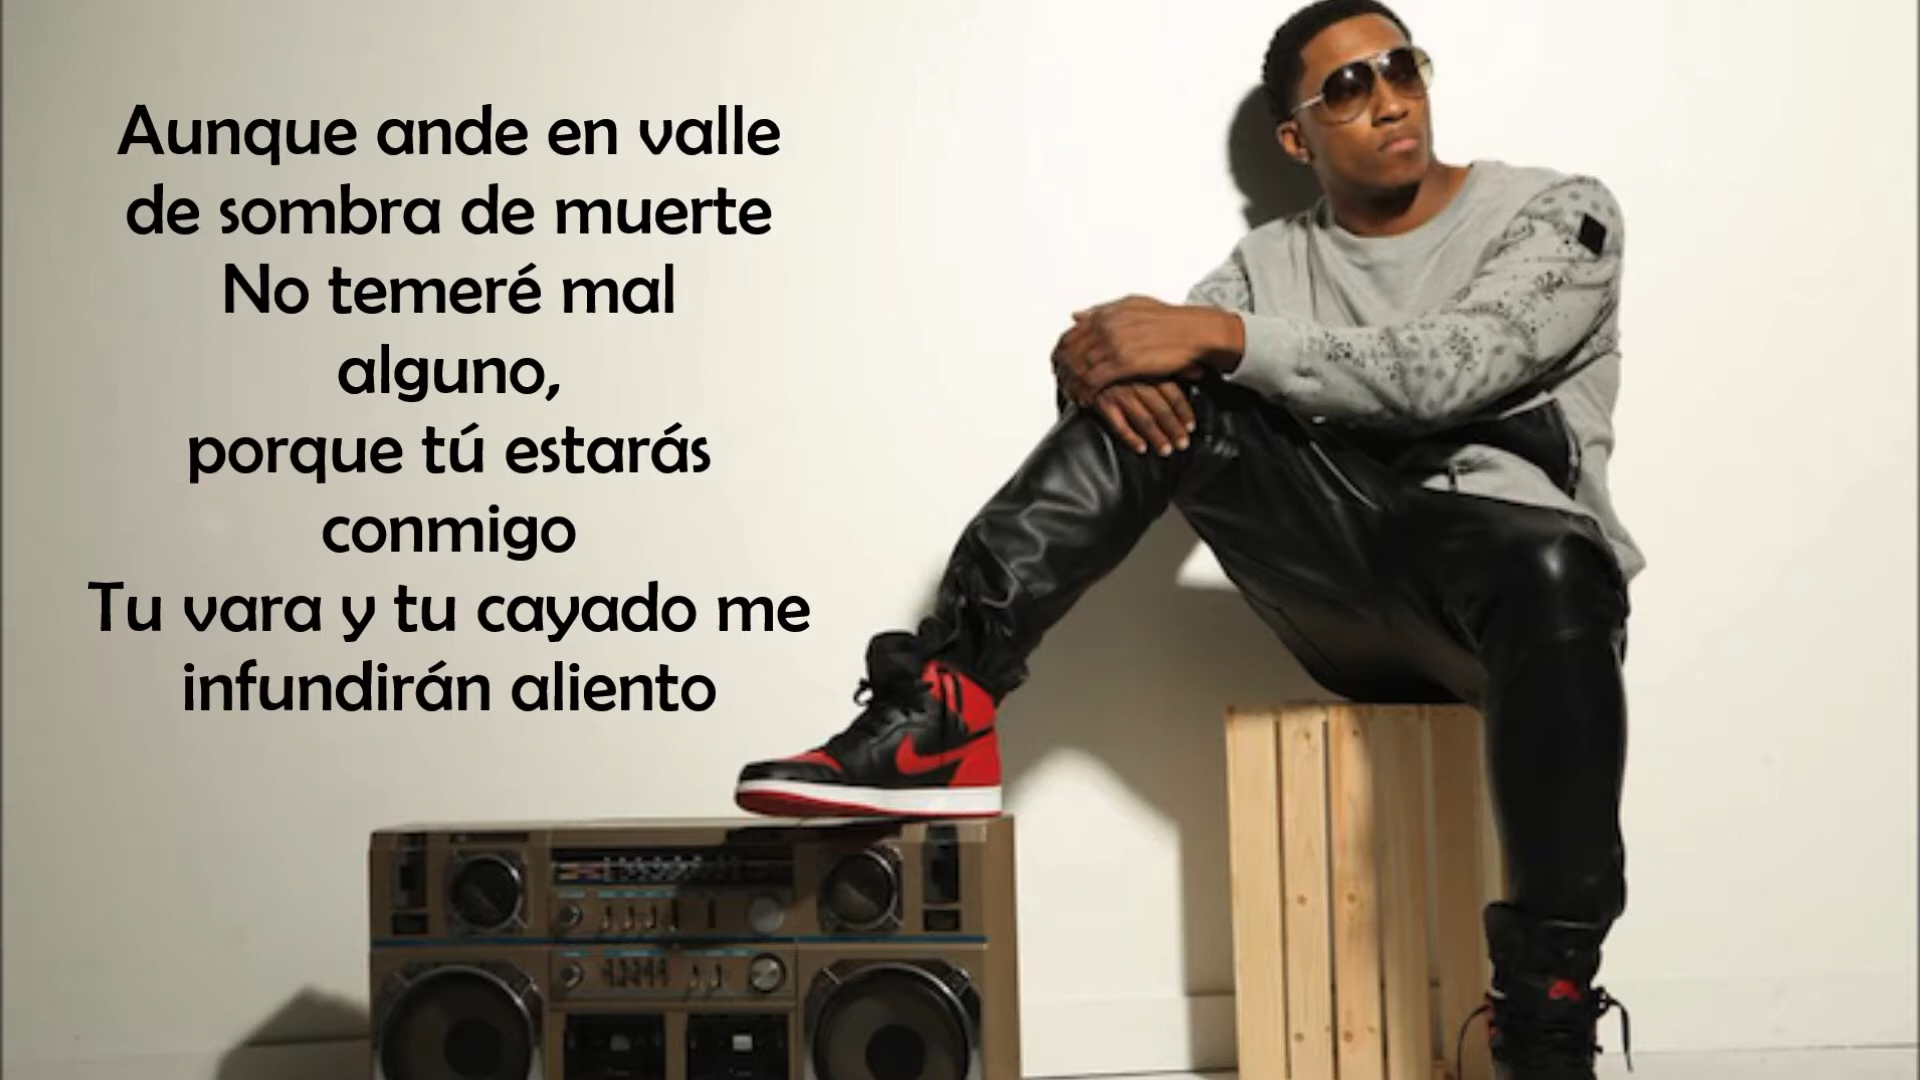 Aunque ande en valle
de sombra de muerte
No temeré mal
alguno,
porque tú estarás
conmigo
Tu vara y tu cayado me
infundirán aliento